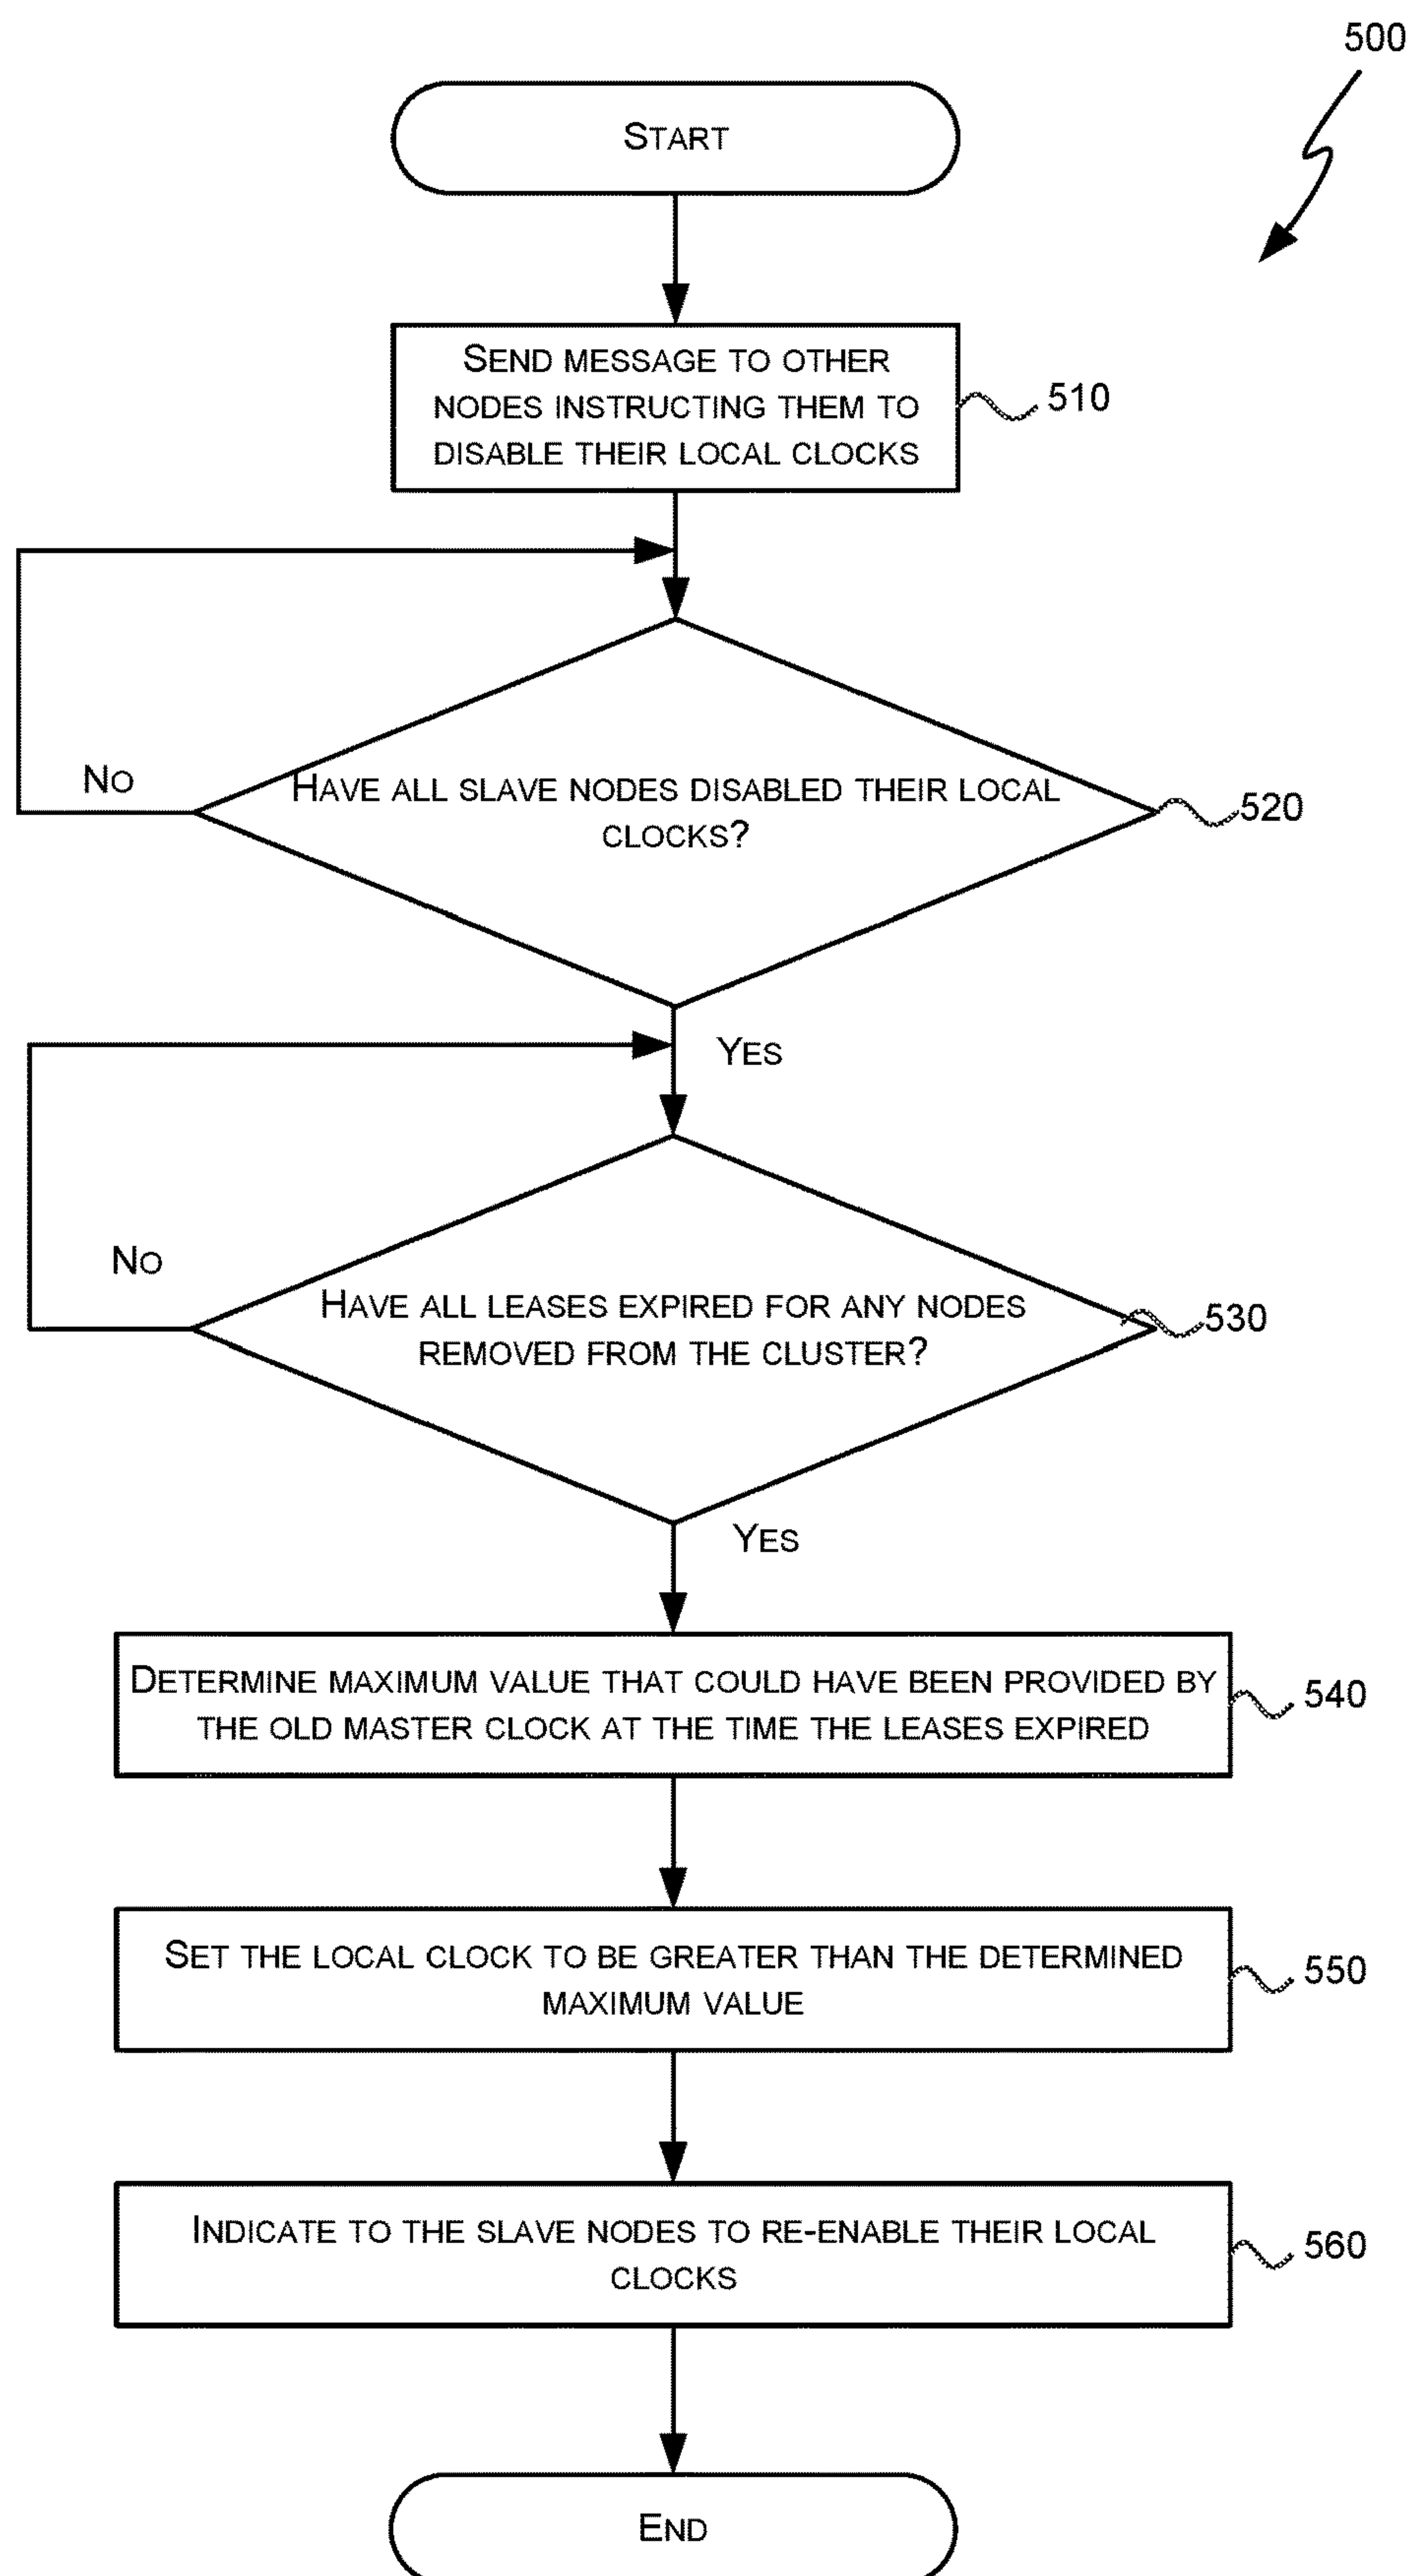 500
START
SEND MESSAGE TO OTHER
NODES INSTRUCTING THEM TO
DISABLE THEIR LOCAL CLOCKS
510
NO
HAVE ALL SLAVE NODES DISABLED THEIR LOCAL
CLOCKS?
520
YES
NO
HAVE ALL LEASES EXPIRED FOR ANY NODES
REMOVED FROM THE CLUSTER?
530
YES
DETERMINE MAXIMUM VALUE THAT COULD HAVE BEEN PROVIDED BY
THE OLD MASTER CLOCK AT THE TIME THE LEASES EXPIRED
540
SET THE LOCAL CLOCK TO BE GREATER THAN THE DETERMINED
MAXIMUM VALUE
550
INDICATE TO THE SLAVE NODES TO RE-ENABLE THEIR LOCAL
CLOCKS
560
END